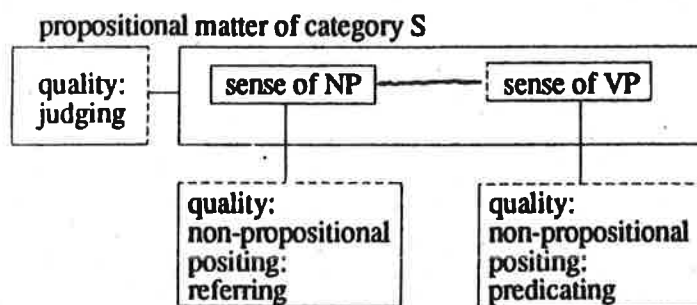 propositional matter of category S
quality:
judging
sense of NP
sense of VP
quality:
non-propositional
positing:
referring
quality:
non-propositional
positing:
predicating